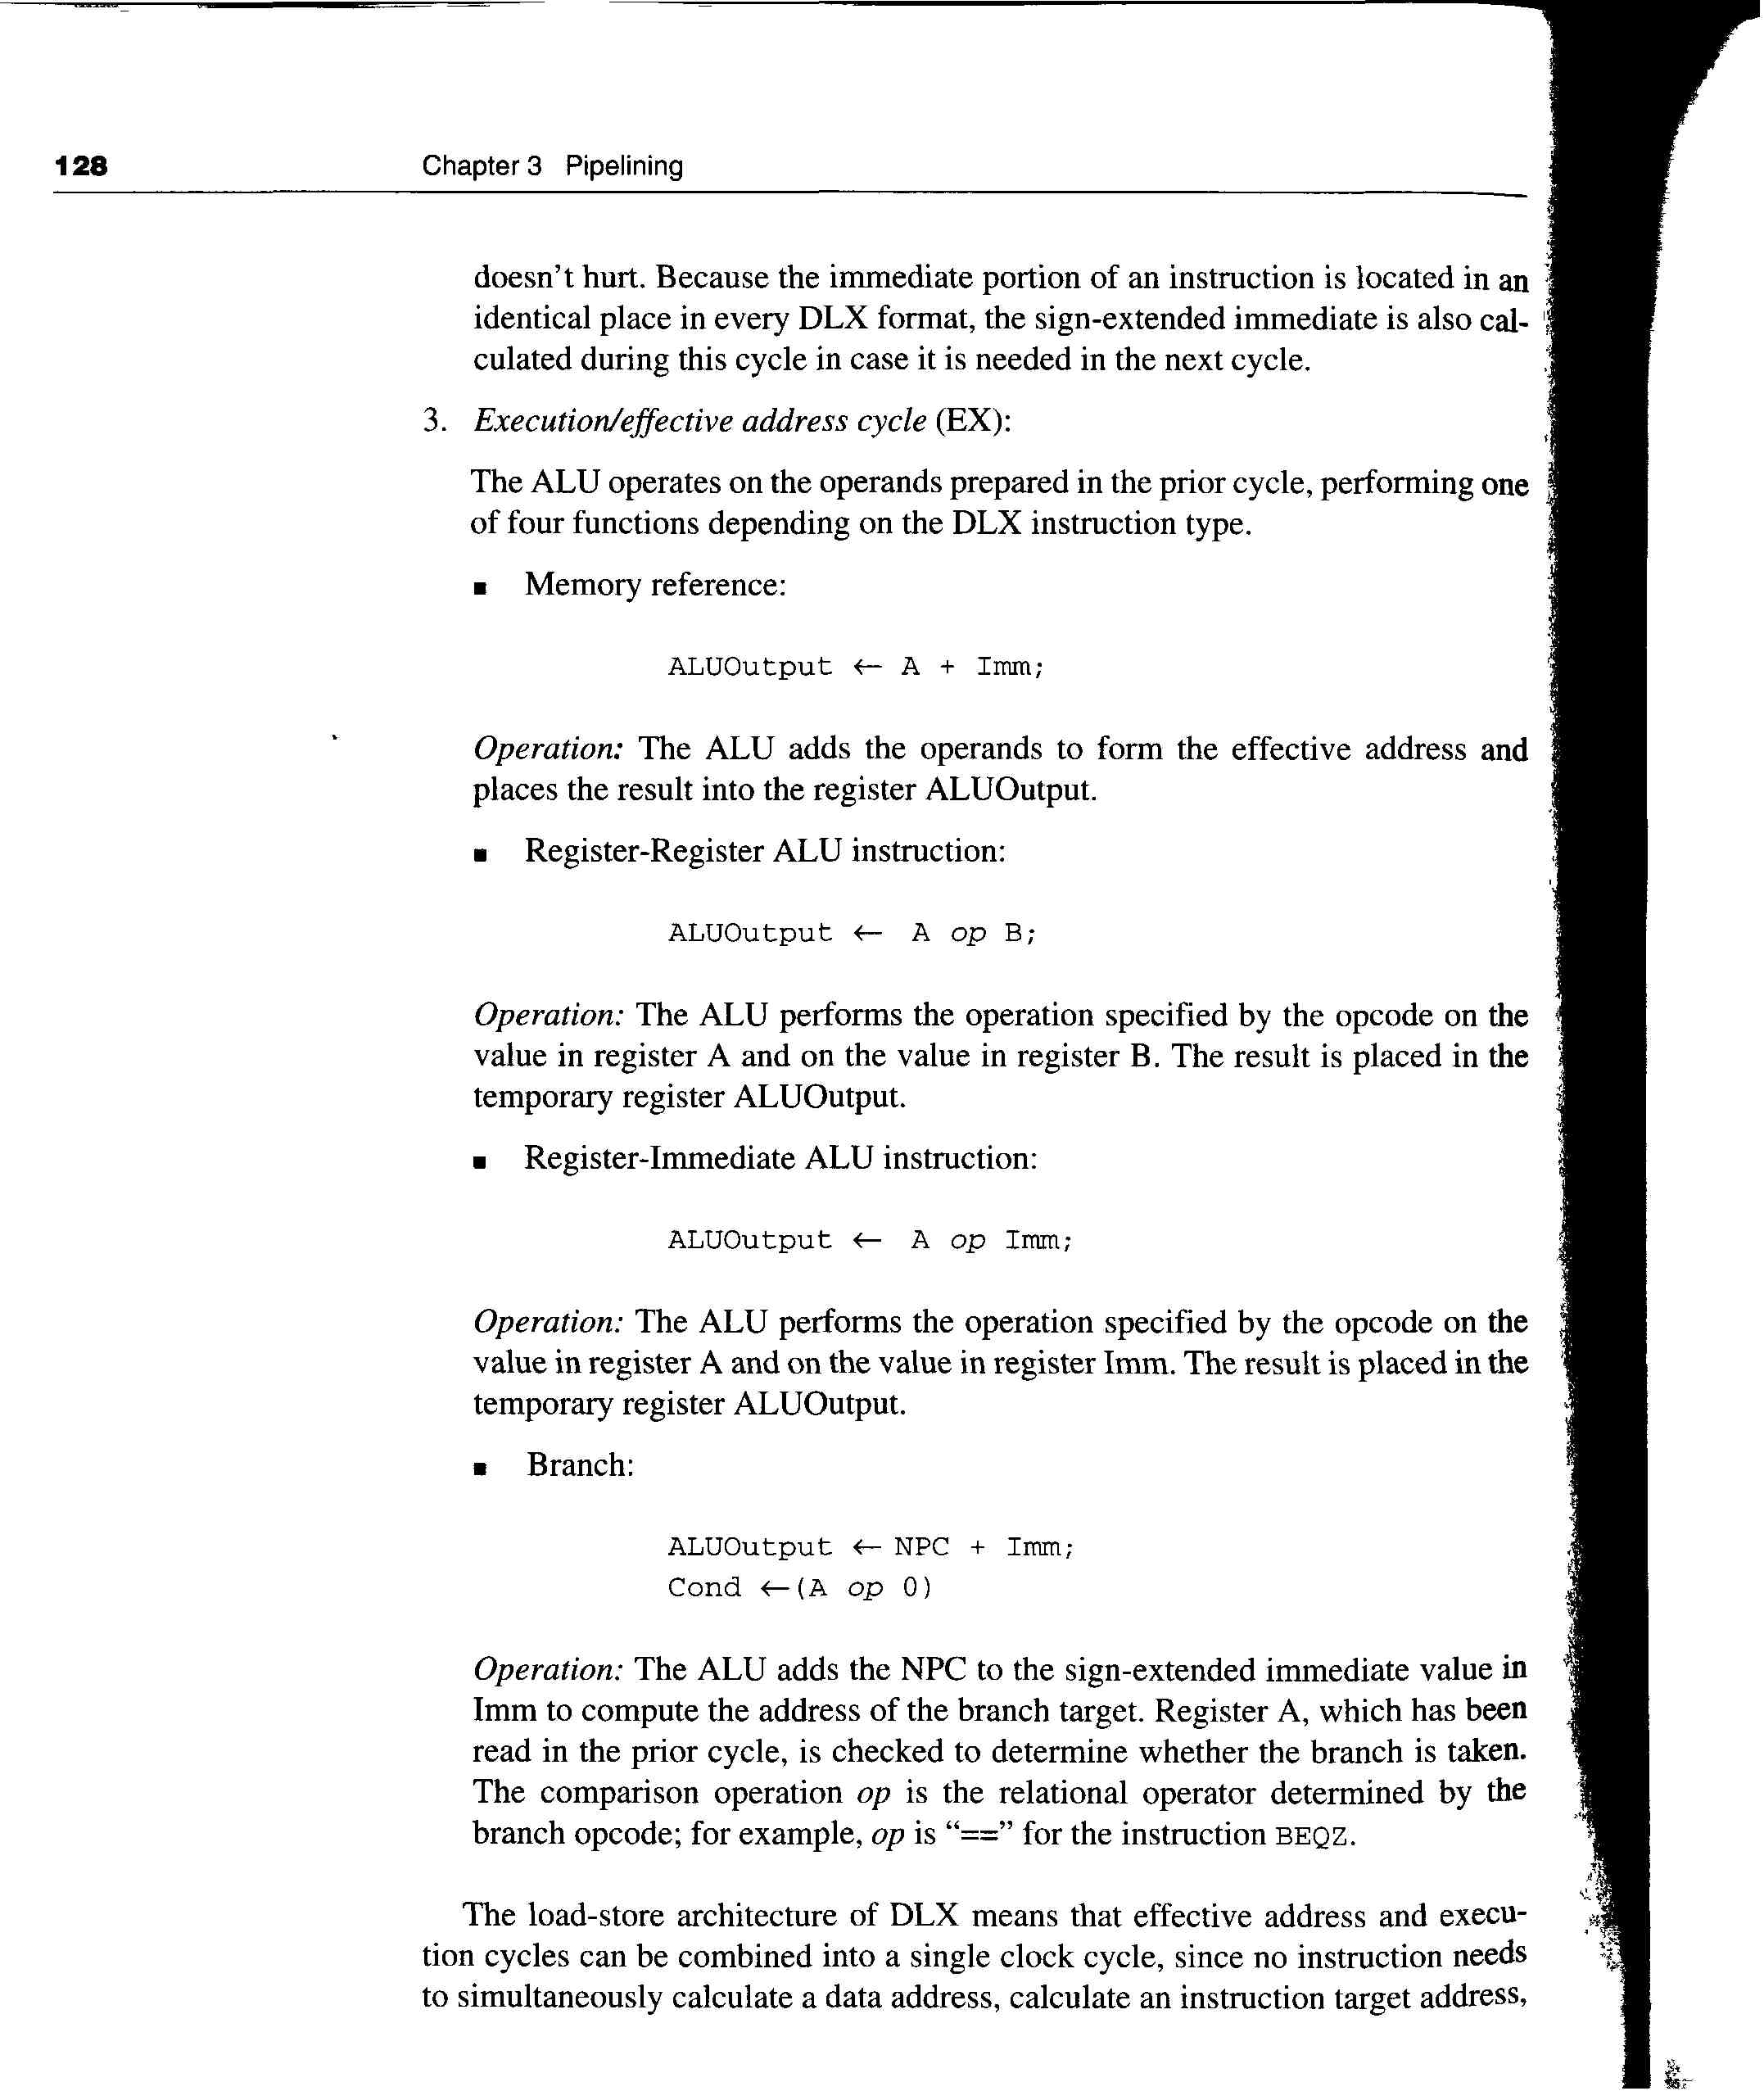 128 Chapter 3 Pipelining
doesn't hurt. Because the immediate portion of an instruction is located in an
identical place in every DLX format, the sign-extended immediate is also cal-
culated during this cycle in case it is needed in the next cycle.
3. Execution/effective address cycle (EX):
The ALU operates on the operands prepared in the prior cycle, performing one
of four functions depending on the DLX instruction type.
■ Memory reference:
ALUOutput ← A + Imm;
Operation: The ALU adds the operands to form the effective address and
places the result into the register ALUOutput.
■ Register-Register ALU instruction:
ALUOutput ← A op B;
Operation: The ALU performs the operation specified by the opcode on the
value in register A and on the value in register B. The result is placed in the
temporary register ALUOutput.
■ Register-Immediate ALU instruction:
ALUOutput ← A op Imm;
Operation: The ALU performs the operation specified by the opcode on the
value in register A and on the value in register Imm. The result is placed in the
temporary register ALUOutput.
■ Branch:
ALUOutput ← NPC + Imm;
Cond ← (A op 0)
Operation: The ALU adds the NPC to the sign-extended immediate value in
Imm to compute the address of the branch target. Register A, which has been
read in the prior cycle, is checked to determine whether the branch is taken.
The comparison operation op is the relational operator determined by the
branch opcode; for example, op is “==” for the instruction BEQZ.
The load-store architecture of DLX means that effective address and execu-
tion cycles can be combined into a single clock cycle, since no instruction needs
to simultaneously calculate a data address, calculate an instruction target address,